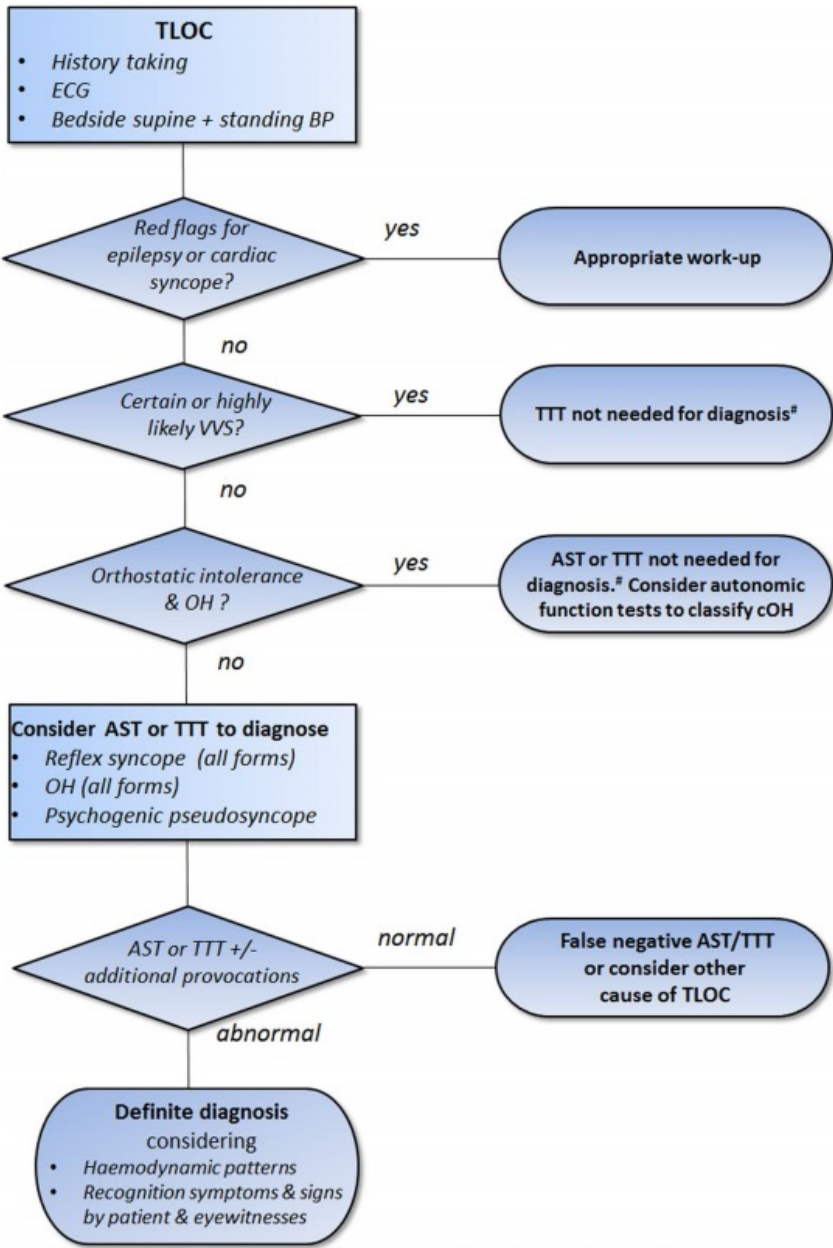 TLOC
• History taking
• ECG
• Bedside supine + standing BP
Red flags for
epilepsy or cardiac
syncope?
yes
Appropriate work-up
no
Certain or highly
likely VVS?
yes
TTT not needed for diagnosis#
no
Orthostatic intolerance
& OH ?
yes
AST or TTT not needed for
diagnosis.# Consider autonomic
function tests to classify cOH
no
Consider AST or TTT to diagnose
• Reflex syncope (all forms)
• OH (all forms)
• Psychogenic pseudosyncope
AST or TTT +/-
additional provocations
normal
False negative AST/TTT
or consider other
cause of TLOC
abnormal
Definite diagnosis
considering
• Haemodynamic patterns
• Recognition symptoms & signs
by patient & eyewitnesses